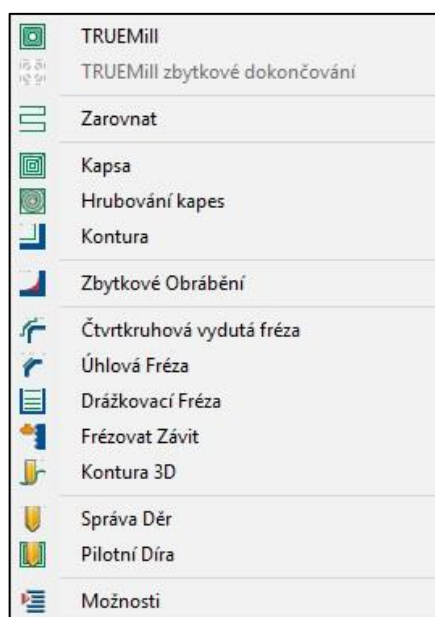 TRUEMill
TRUEMill zbytkové dokončování
Zarovnat
Kapsa
Hrubování kapes
Kontura
Zbytkové Obrábění
Čtvrtkruhová vydutá fréza
Úhlová Fréza
Drážkovací Fréza
Frézovat Závit
Kontura 3D
Správa Děr
Pilotní Díra
Možnosti